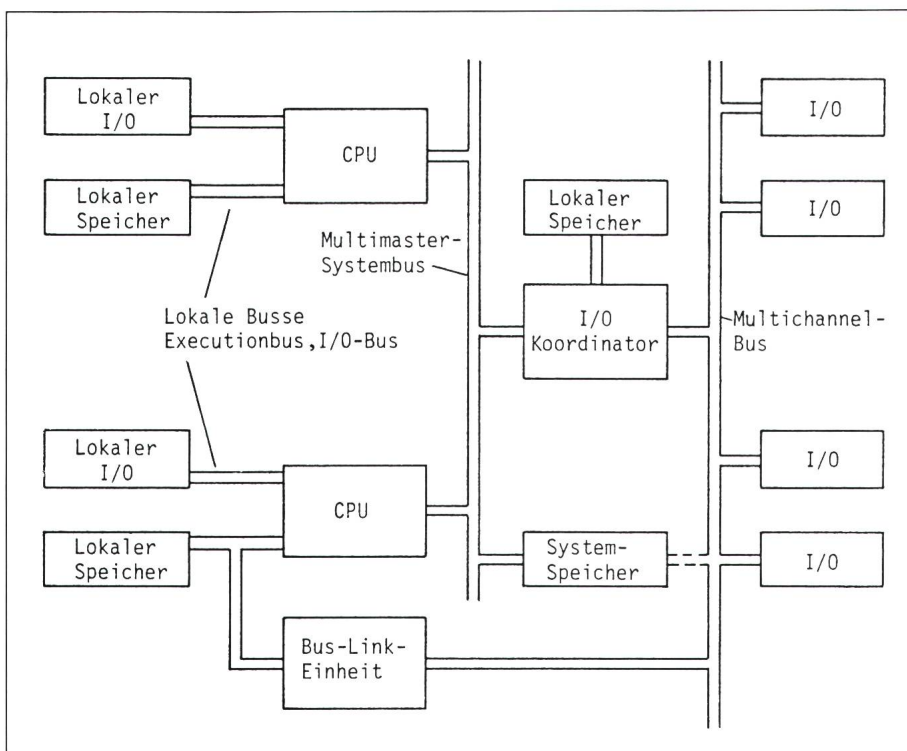 Lokaler
I/O
CPU
I/O
Lokaler
Speicher
Lokaler
Speicher
I/O
Multimaster-
Systembus
Lokale Busse
Executionbus,I/O-Bus
I/O
Koordinator
Multichannel-
Bus
Lokaler
I/O
CPU
I/O
Lokaler
Speicher
System-
Speicher
I/O
Bus-Link-
Einheit